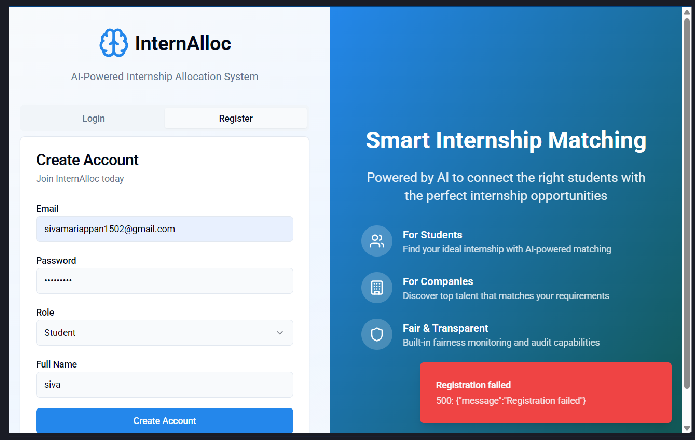 InternAlloc
AI-Powered Internship Allocation System
Login
Register
Create Account
Join InternAlloc today
Email
sivamariappan1502@gmail.com
Password
•••••••••
Role
Student
Full Name
siva
Create Account
Smart Internship Matching
Powered by AI to connect the right students with
the perfect internship opportunities
For Students
Find your ideal internship with AI-powered matching
For Companies
Discover top talent that matches your requirements
Fair & Transparent
Built-in fairness monitoring and audit capabilities
Registration failed
500: {"message":"Registration failed"}